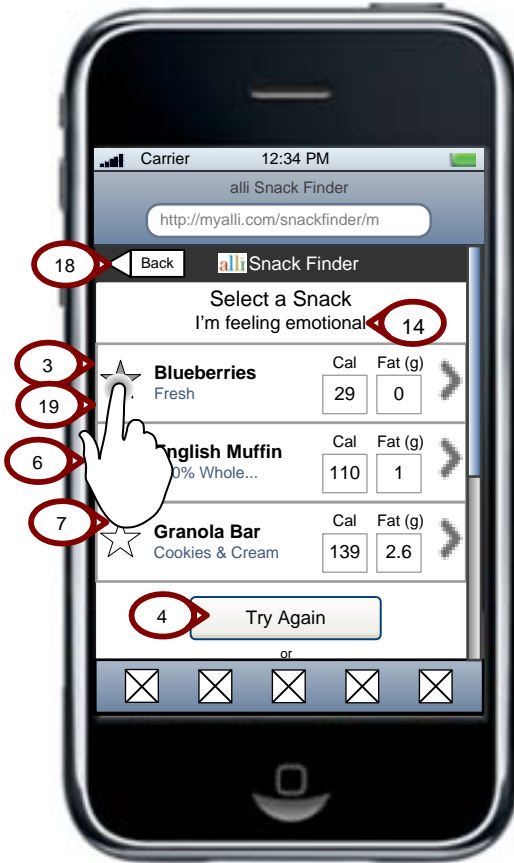 Carrier 12:34 PM
alli Snack Finder
http://myalli.com/snackfinder/m
18 Back alli Snack Finder
Select a Snack
I'm feeling emotional 14
3 Blueberries Cal Fat (g)
19 Fresh 29 0
6 English Muffin Cal Fat (g)
0% Whole... 110 1
7 Granola Bar Cal Fat (g)
Cookies & Cream 139 2.6
4 Try Again
or